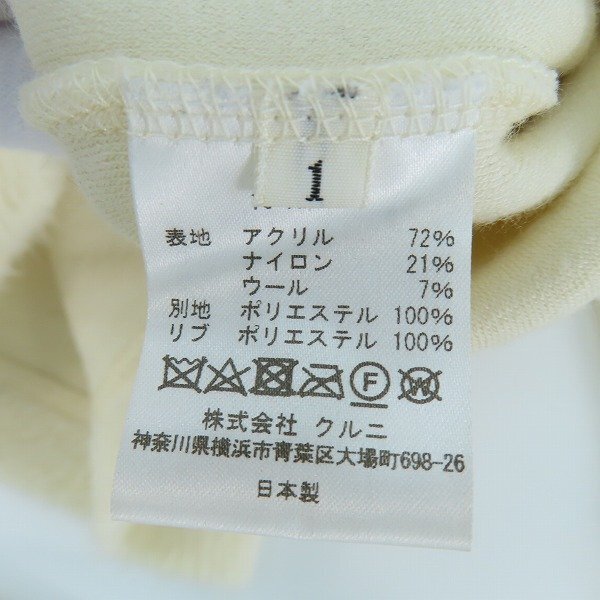 1
表地 アクリル 72%
ナイロン 21%
ウール 7%
別地 ポリエステル 100%
リブ ポリエステル 100%
F W
株式会社 クルニ
神奈川県横浜市青葉区大場町698-26
日本製